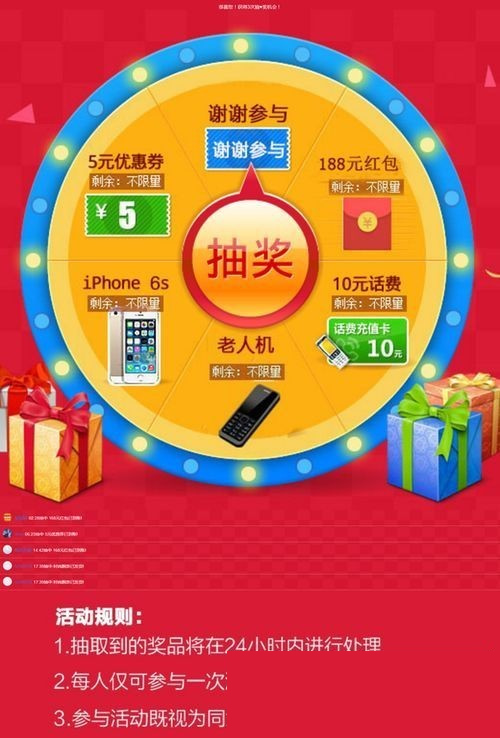 谢谢参与
谢谢参与
5元优惠券
剩余：不限量
¥ 5
188元红包
剩余：不限量
¥
抽奖
iPhone 6s
剩余：不限量
10元话费
剩余：不限量
话费充值卡
10元
老人机
剩余：不限量
活动规则：
1.抽取到的奖品将在24小时内进行处理
2.每人仅可参与一次
3.参与活动既视为同